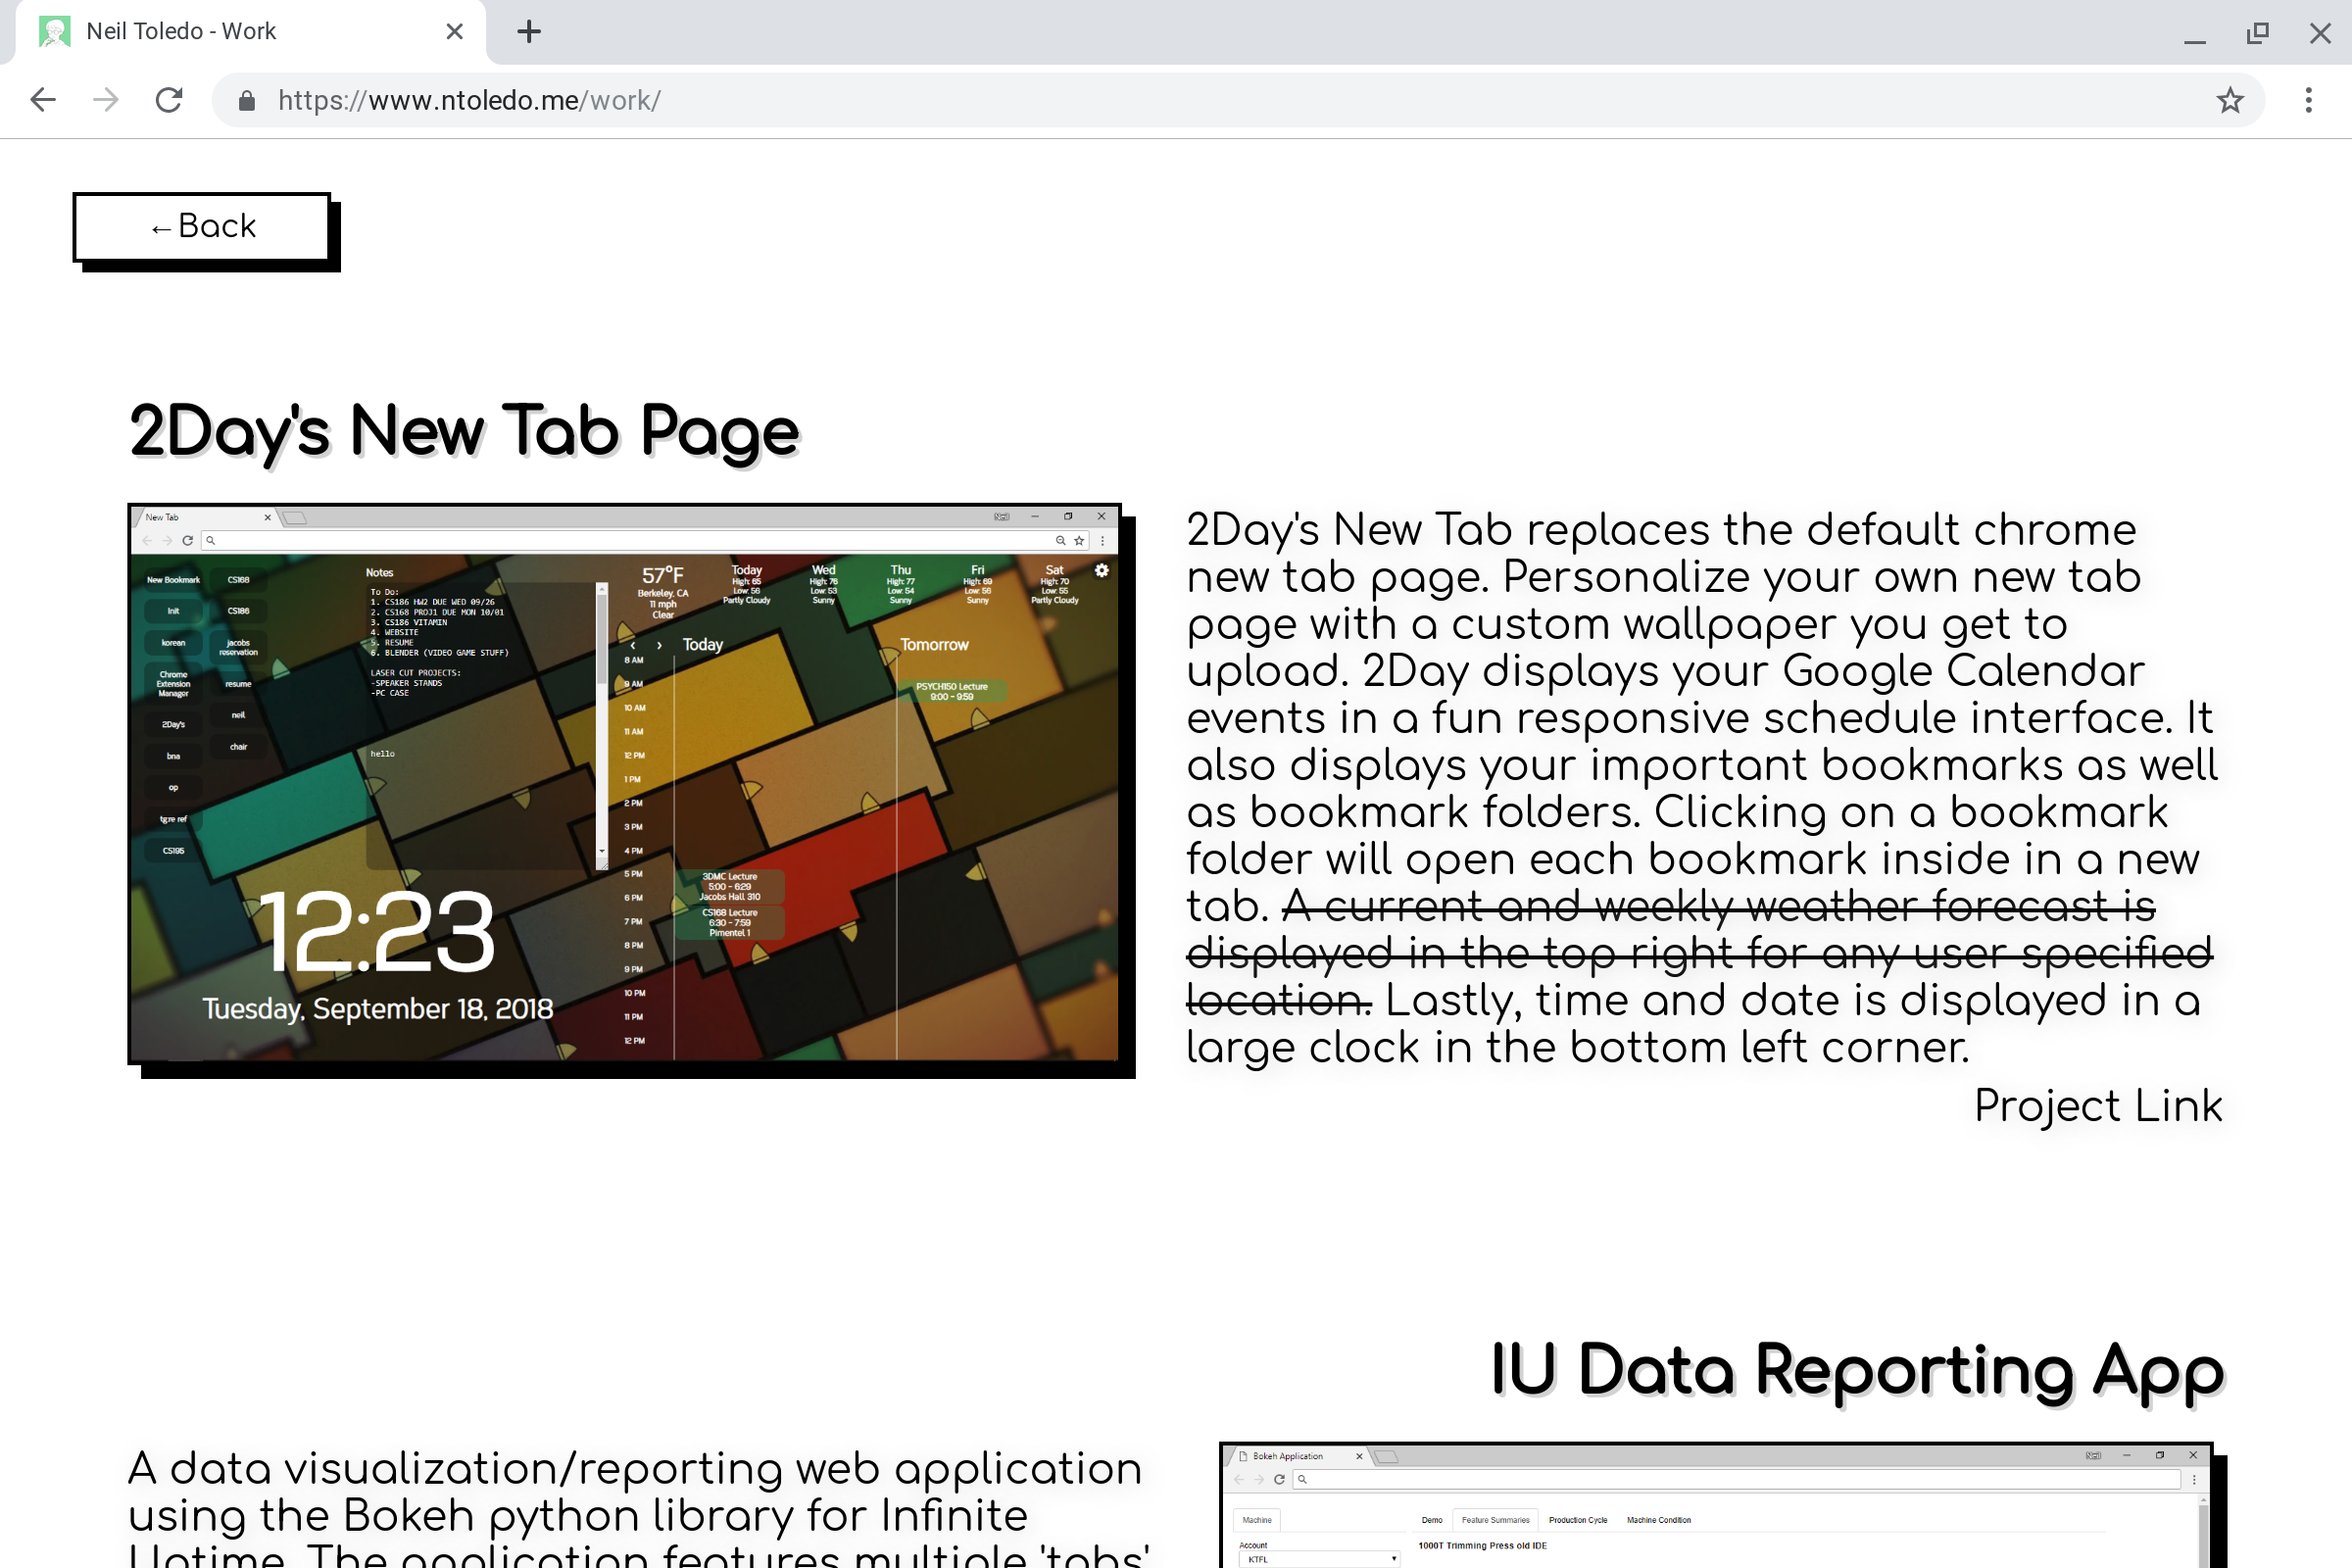 Neil Toledo - Work
https://www.ntoledo.me/work/
←Back
2Day's New Tab Page
New Tab
New Bookmark
CS168
Init
CS186
korean
jacobs
reservation
Chrome
Extension
Manager
resume
2Day's
neil
bna
chair
op
tgre ref
CS195
Notes
To Do:
1. CS186 HW2 DUE WED 09/26
2. CS168 PROJ1 DUE MON 10/01
3. CS186 VITAMIN
4. WEBSITE
5. RESUME
6. BLENDER (VIDEO GAME STUFF)
LASER CUT PROJECTS:
-SPEAKER STANDS
-PC CASE
hello
12:23
Tuesday, September 18, 2018
57°F
Berkeley, CA
11 mph
Clear
Today
High: 65
Low: 56
Partly Cloudy
Wed
High: 76
Low: 53
Sunny
Thu
High: 77
Low: 54
Sunny
Fri
High: 69
Low: 56
Sunny
Sat
High: 70
Low: 55
Partly Cloudy
‹ › Today
Tomorrow
8 AM
9 AM
10 AM
11 AM
12 PM
1 PM
2 PM
3 PM
4 PM
5 PM
6 PM
7 PM
8 PM
9 PM
10 PM
11 PM
12 PM
PSYCH150 Lecture
9:00 - 9:59
3DMC Lecture
5:00 - 6:29
Jacobs Hall 310
CS168 Lecture
6:30 - 7:59
Pimentel 1
2Day's New Tab replaces the default chrome
new tab page. Personalize your own new tab
page with a custom wallpaper you get to
upload. 2Day displays your Google Calendar
events in a fun responsive schedule interface. It
also displays your important bookmarks as well
as bookmark folders. Clicking on a bookmark
folder will open each bookmark inside in a new
tab. A current and weekly weather forecast is
displayed in the top right for any user specified
location. Lastly, time and date is displayed in a
large clock in the bottom left corner.
Project Link
IU Data Reporting App
A data visualization/reporting web application
using the Bokeh python library for Infinite
Uptime. The application features multiple 'tabs'
Bokeh Application
Machine
Demo
Feature Summaries
Production Cycle
Machine Condition
Account
KTFL
1000T Trimming Press old IDE